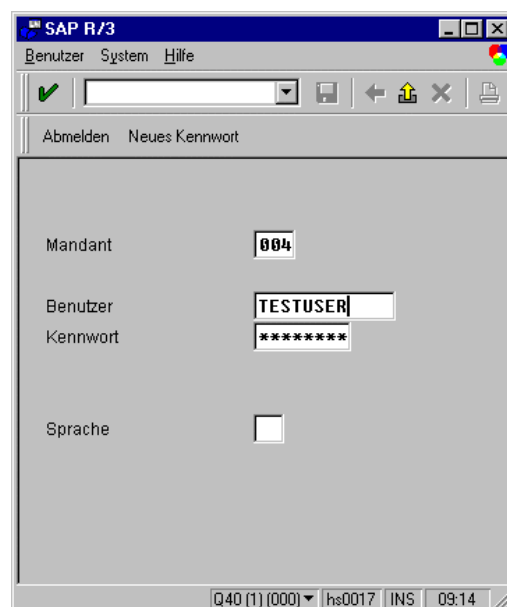 SAP R/3
Benutzer System Hilfe
Abmelden Neues Kennwort
Mandant 004
Benutzer TESTUSER
Kennwort ********
Sprache
Q40 (1) (000) hs0017 INS 09:14